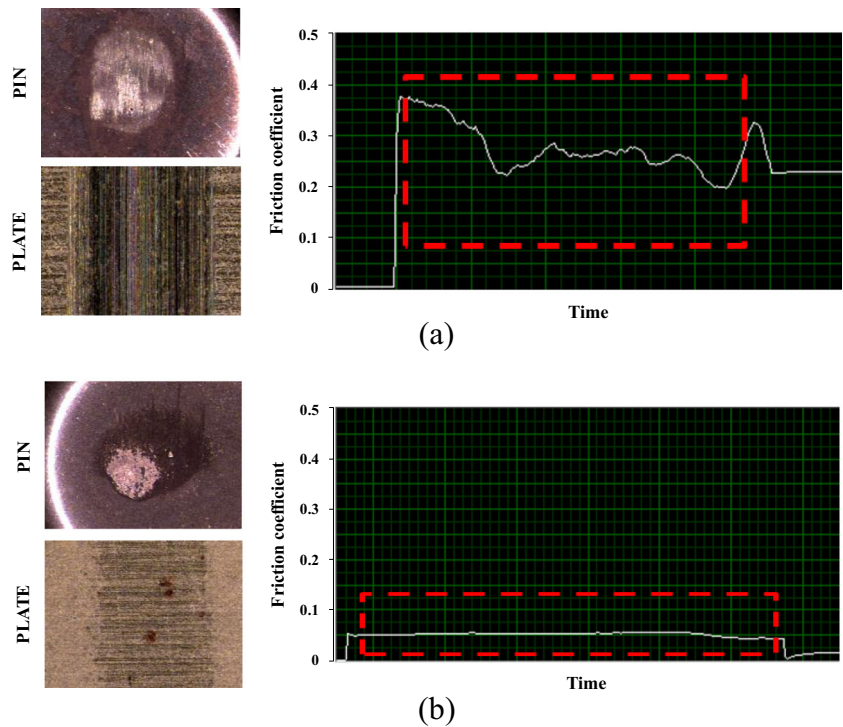 PIN
PLATE
Friction coefficient
0.5
0.4
0.3
0.2
0.1
0
Time
(a)
PIN
PLATE
Friction coefficient
0.5
0.4
0.3
0.2
0.1
0
Time
(b)